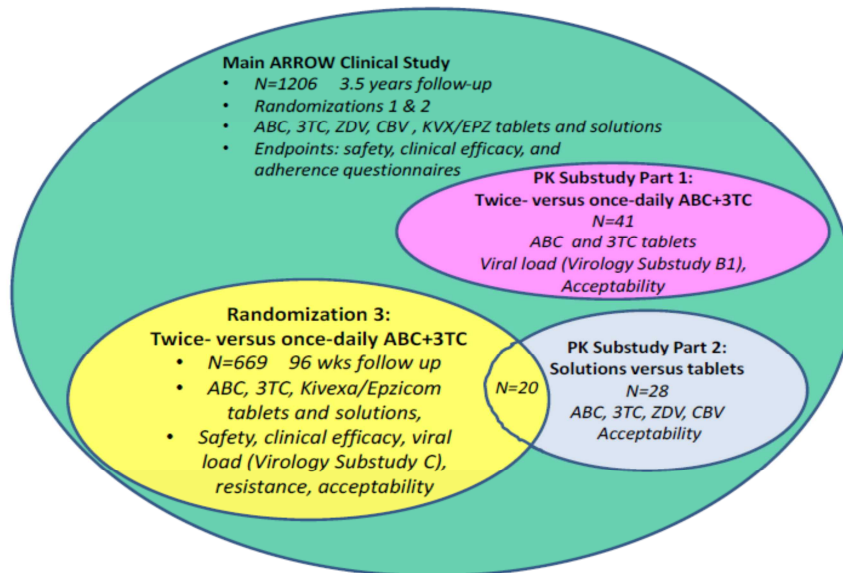 Main ARROW Clinical Study
• N=1206 3.5 years follow-up
• Randomizations 1 & 2
• ABC, 3TC, ZDV, CBV , KVX/EPZ tablets and solutions
• Endpoints: safety, clinical efficacy, and
adherence questionnaires
PK Substudy Part 1:
Twice- versus once-daily ABC+3TC
N=41
ABC and 3TC tablets
Viral load (Virology Substudy B1),
Acceptability
Randomization 3:
Twice- versus once-daily ABC+3TC
• N=669 96 wks follow up
• ABC, 3TC, Kivexa/Epzicom
tablets and solutions,
• Safety, clinical efficacy, viral
load (Virology Substudy C),
resistance, acceptability
N=20
PK Substudy Part 2:
Solutions versus tablets
N=28
ABC, 3TC, ZDV, CBV
Acceptability